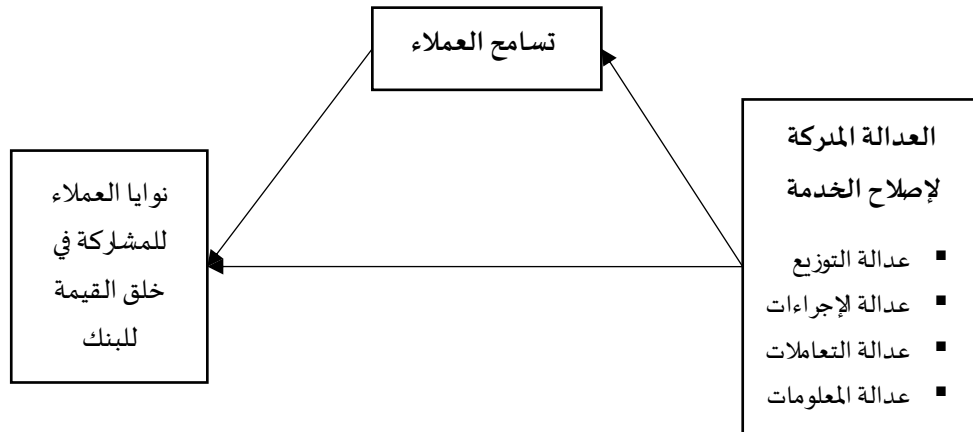 تسامح العملاء
العدالة المدركة
لإصلاح الخدمة
▪ عدالة التوزيع
▪ عدالة الإجراءات
▪ عدالة التعاملات
▪ عدالة المعلومات
نوايا العملاء
للمشاركة في
خلق القيمة
للبنك